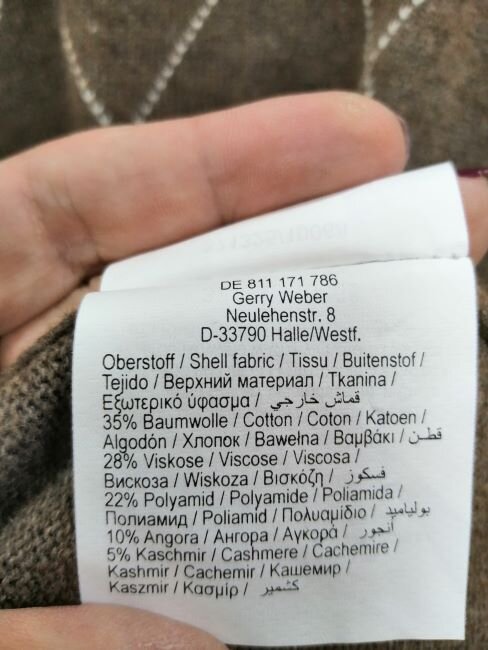 DE 811 171 786
Gerry Weber
Neulehenstr. 8
D-33790 Halle/Westf.
Oberstoff / Shell fabric / Tissu / Buitenstof /
Tejido / Верхний материал / Tkanina /
Εξωτερικό ύφασμα / قماش خارجي
35% Baumwolle / Cotton / Coton / Katoen /
Algodón / Хлопок / Bawełna / Βαμβάκι / قطن
28% Viskose / Viscose / Viscosa /
Вискоза / Wiskoza / Βισκόζη / فسكوز
22% Polyamid / Polyamide / Poliamida /
Полиамид / Poliamid / Πολυαμίδιο / بولياميد
10% Angora / Ангора / Αγκορά / أنجور
5% Kaschmir / Cashmere / Cachemire /
Kashmir / Cachemir / Кашемир /
Kaszmir / Κασμίρ / كشمير